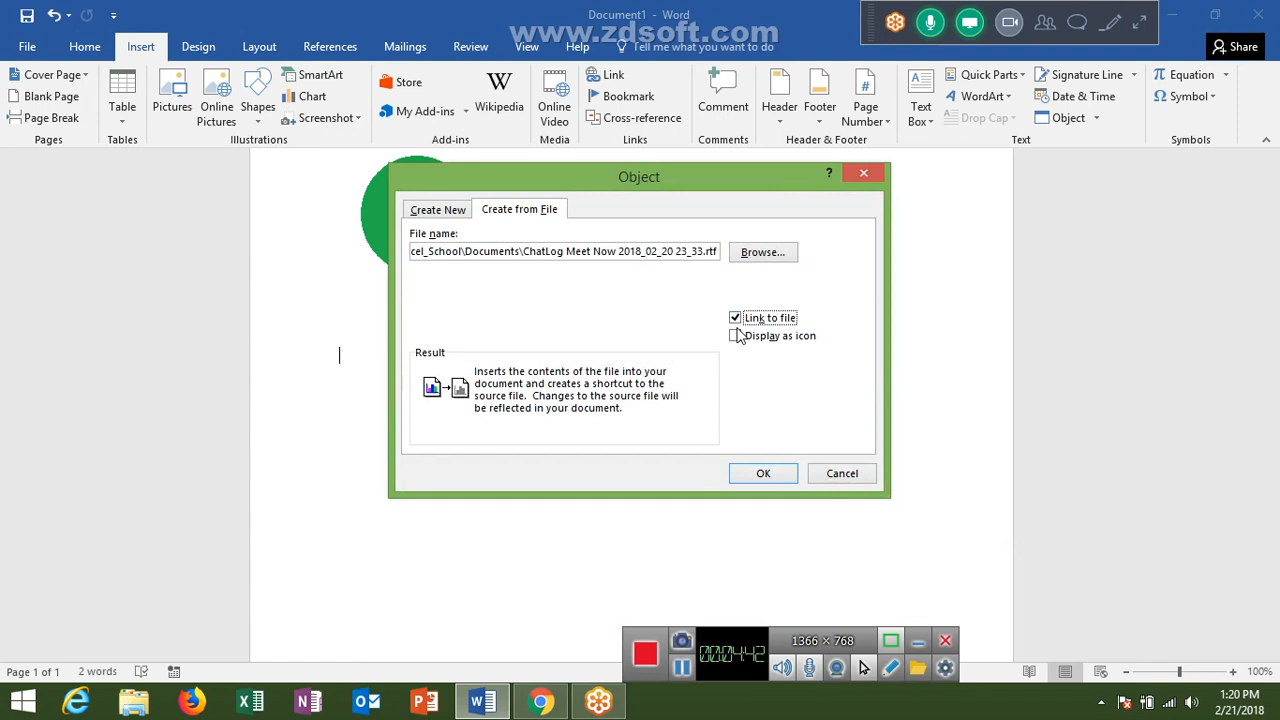 Document1 - Word
www.zdsoft.com
File Home Insert Design Layout References Mailings Review View Help Tell me what you want to do Share
Cover Page
Blank Page
Page Break
Pages
Table
Tables
Pictures
Online Pictures
Shapes
SmartArt
Chart
Screenshot
Illustrations
Store
My Add-ins
Wikipedia
Add-ins
Online Video
Media
Link
Bookmark
Cross-reference
Links
Comment
Comments
Header
Footer
Page Number
Header & Footer
Text Box
Quick Parts
WordArt
Drop Cap
Signature Line
Date & Time
Object
Text
Equation
Symbol
Symbols
Object
Create New Create from File
File name:
cel_School\Documents\ChatLog Meet Now 2018_02_20 23_33.rtf Browse...
Link to file
Display as icon
Result
Inserts the contents of the file into your
document and creates a shortcut to the
source file. Changes to the source file will
be reflected in your document.
OK Cancel
00:04:42
1366 × 768
Page 1 of 1 2 words 100%
1:20 PM
2/21/2018